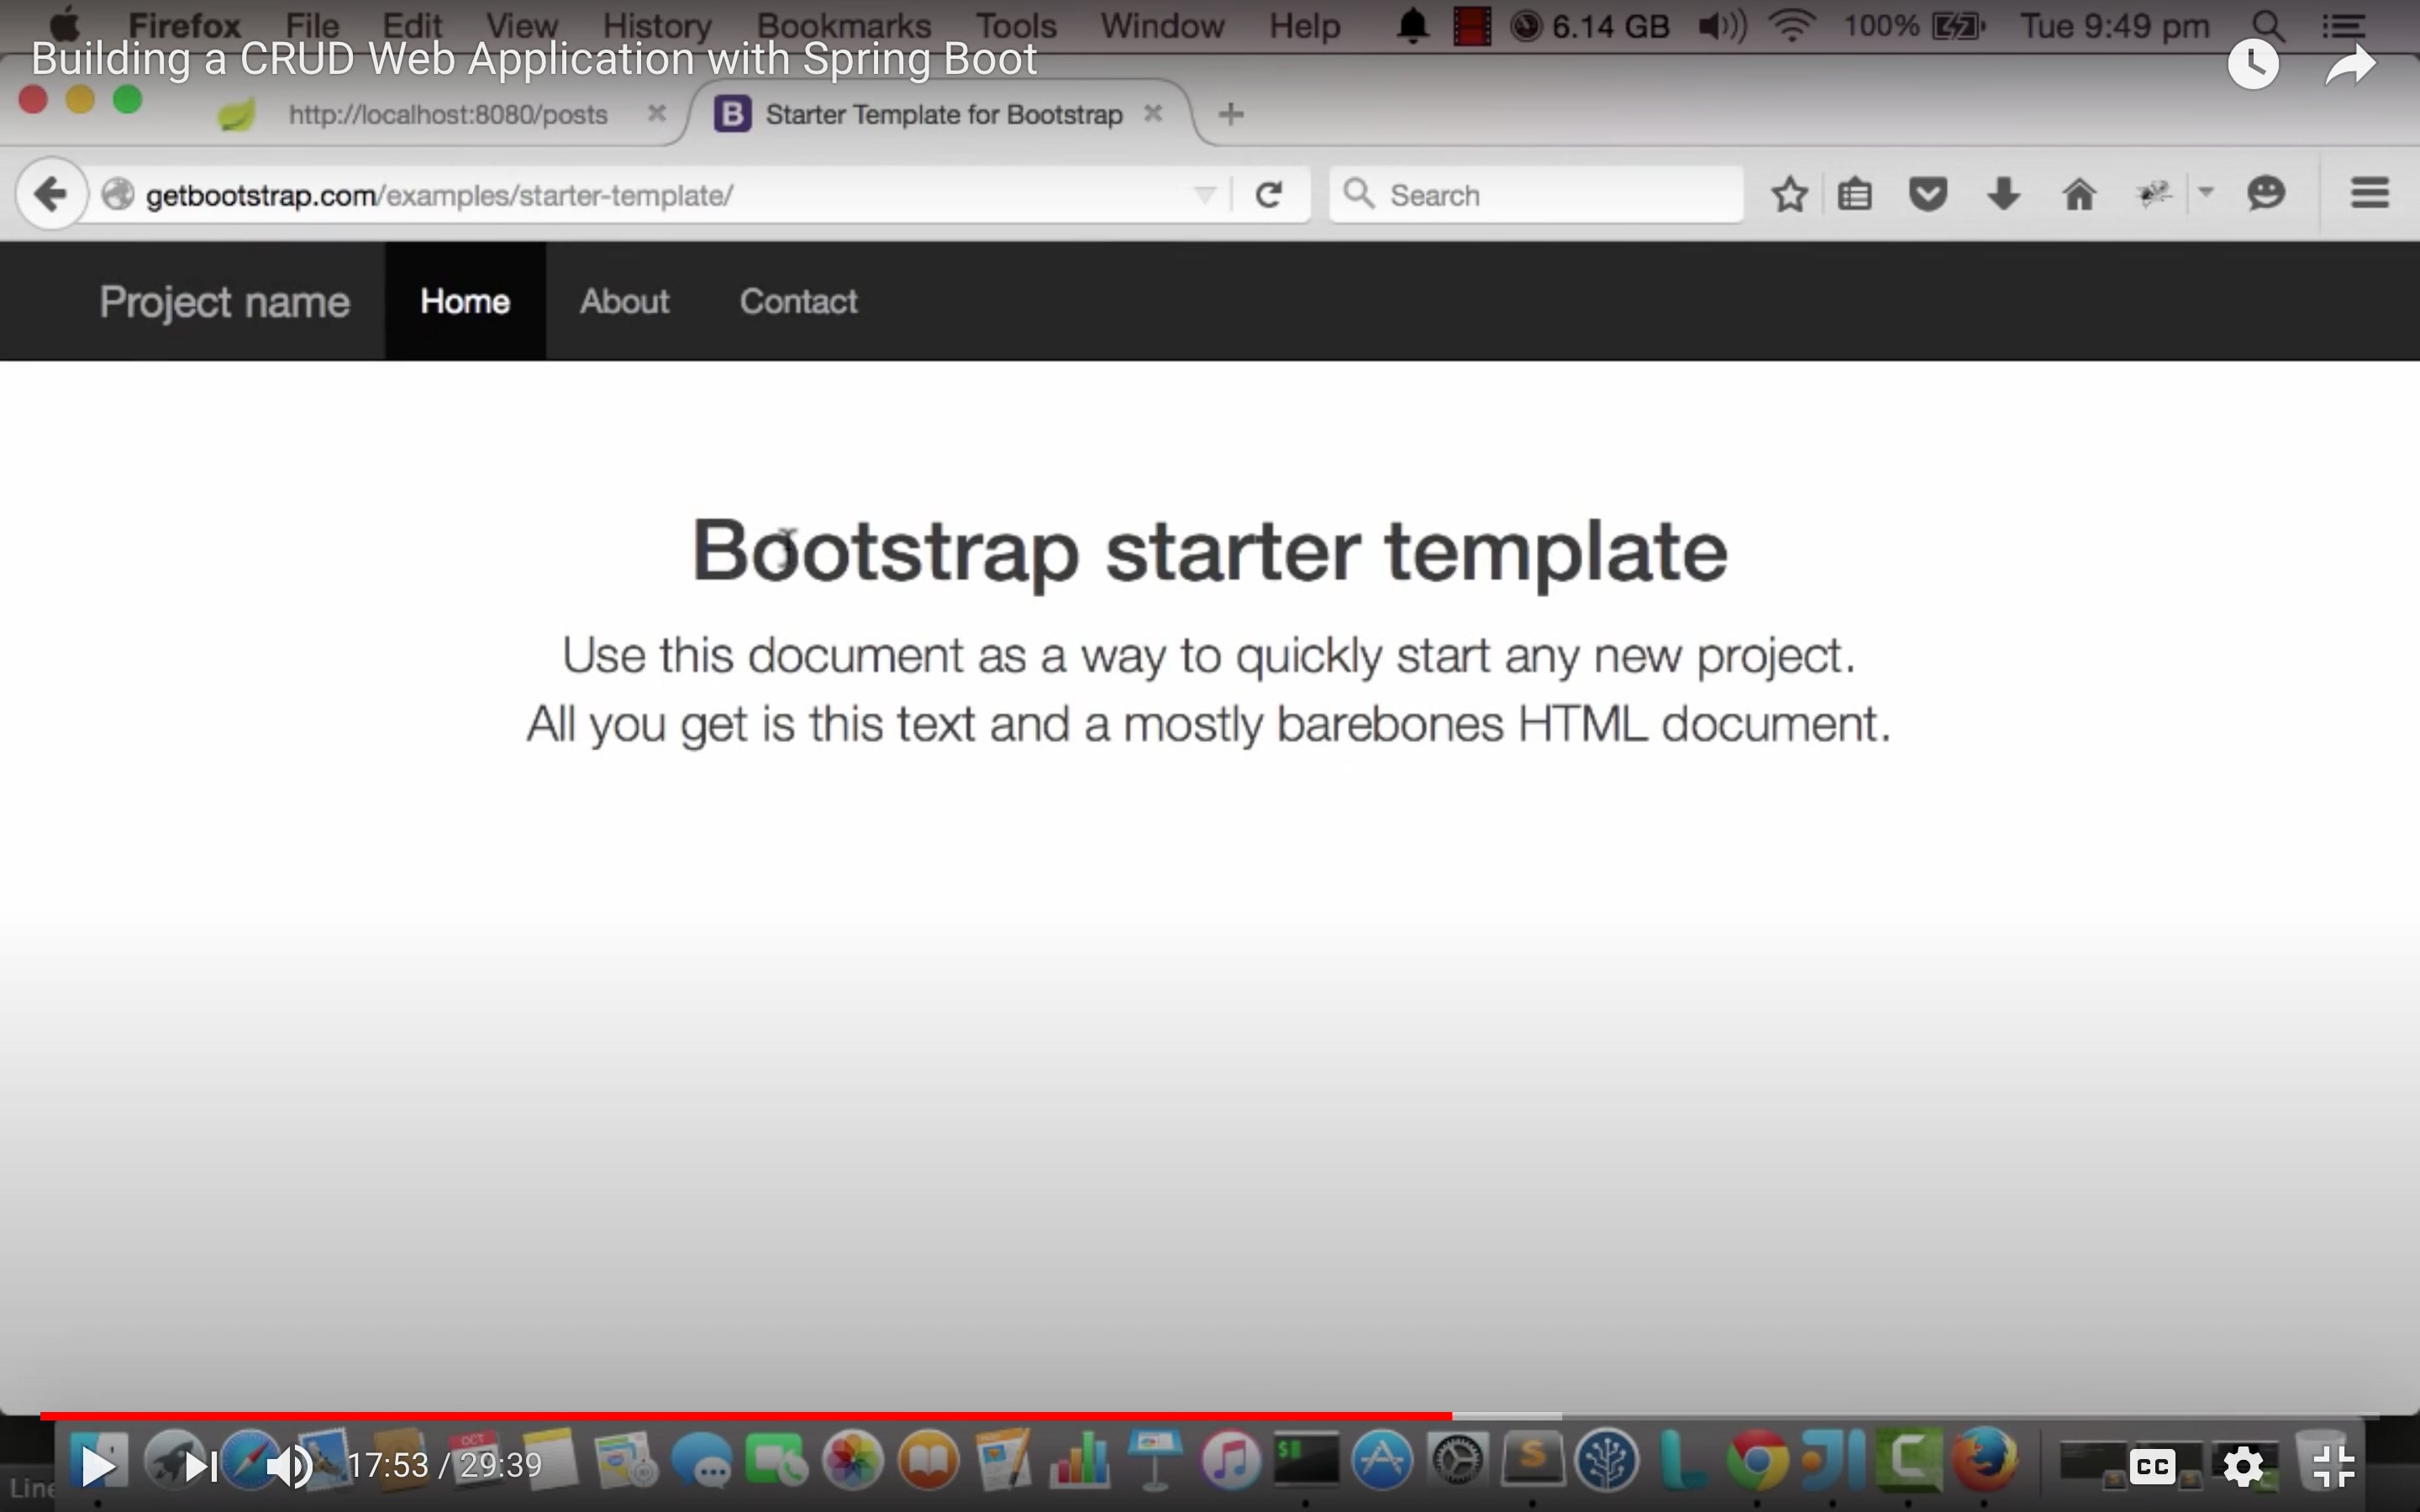 Firefox File Edit View History Bookmarks Tools Window Help 6.14 GB 100% Tue 9:49 pm
Building a CRUD Web Application with Spring Boot
http://localhost:8080/posts B Starter Template for Bootstrap
getbootstrap.com/examples/starter-template/ Search
Project name Home About Contact
Bootstrap starter template
Use this document as a way to quickly start any new project.
All you get is this text and a mostly barebones HTML document.
OCT
17:53 / 29:39 CC
Line